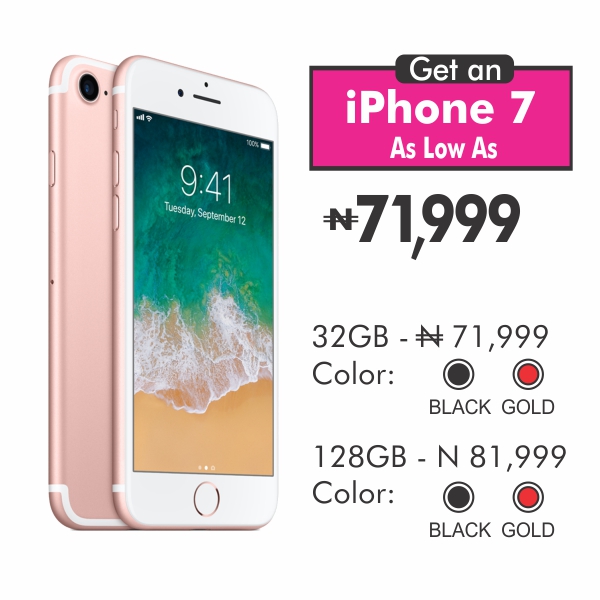 Get an
iPhone 7
As Low As
₦71,999
100%
9:41
Tuesday, September 12
32GB - ₦ 71,999
Color:
BLACK GOLD
128GB - N 81,999
Color:
BLACK GOLD